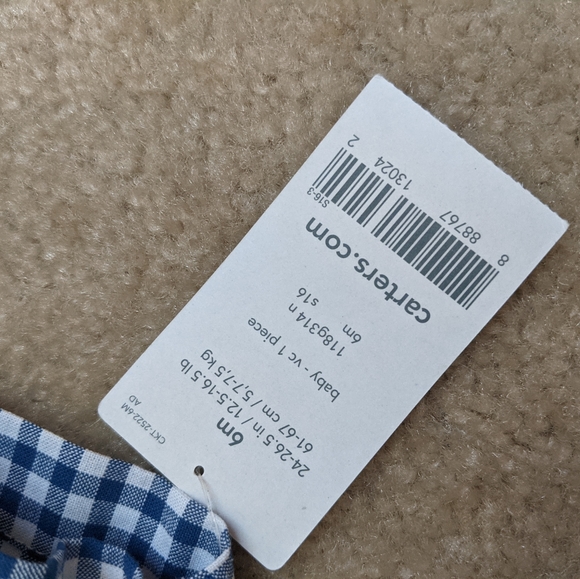 CKT-2522-6M
AD
6m
24-26.5 in / 12.5-16.5 lb
61-67 cm / 5,7-7,5 kg
baby - vc 1 piece
118g314 n
6m s16
carters.com
S16-3
8 88767 13024 2